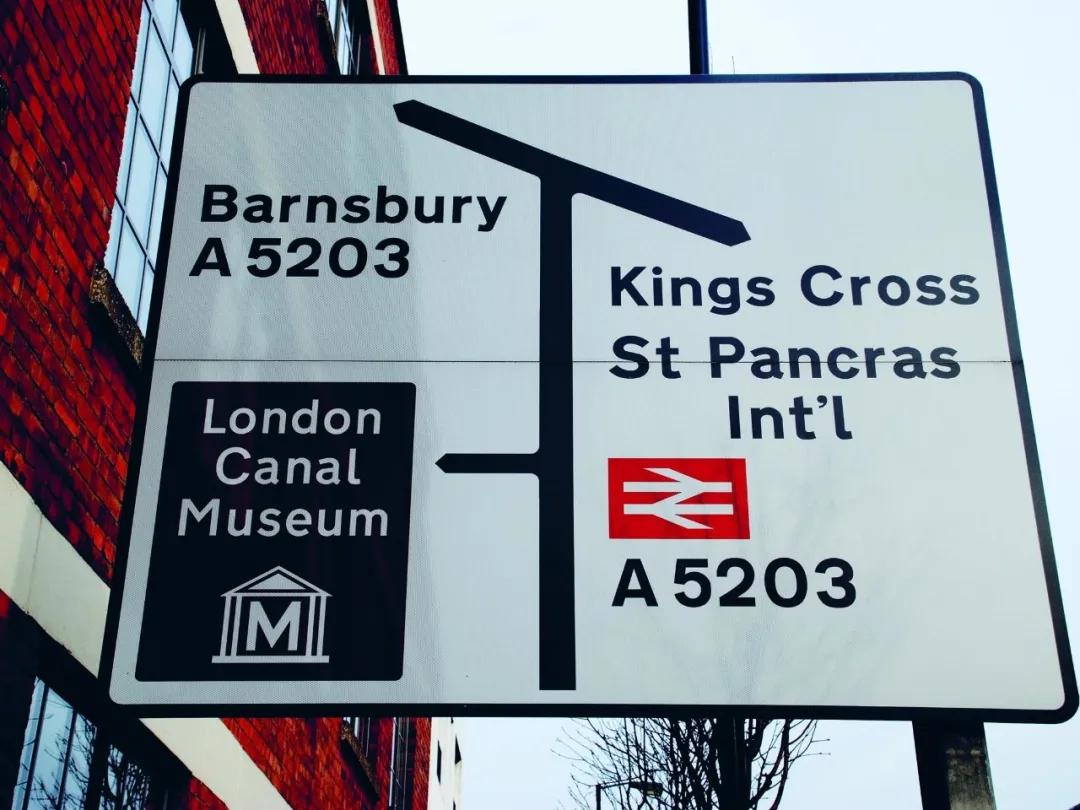 Barnsbury
A 5203
Kings Cross
St Pancras
Int'l
A 5203
London
Canal
Museum
M